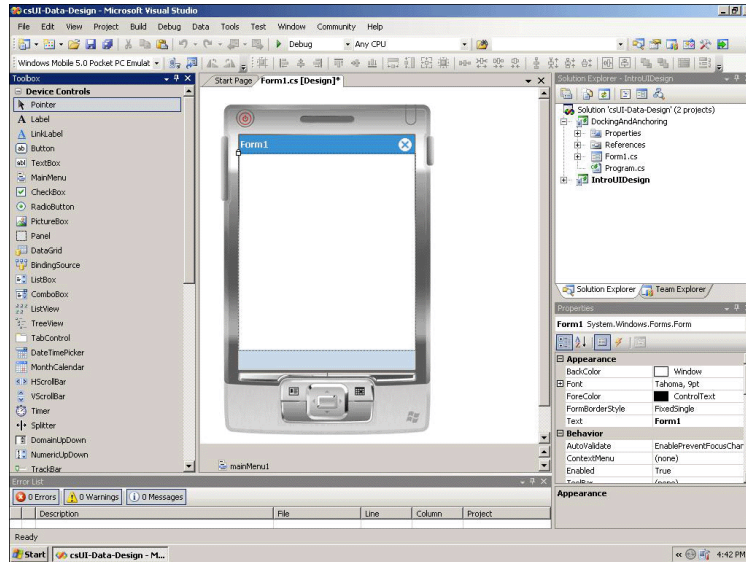 csUI-Data-Design - Microsoft Visual Studio
File Edit View Project Build Debug Data Tools Test Window Community Help
Debug Any CPU
Windows Mobile 5.0 Pocket PC Emulat
Toolbox
Device Controls
Pointer
A Label
A LinkLabel
ab Button
abl TextBox
MainMenu
CheckBox
RadioButton
PictureBox
Panel
DataGrid
BindingSource
ListBox
ComboBox
ListView
TreeView
TabControl
DateTimePicker
MonthCalendar
HScrollBar
VScrollBar
Timer
Splitter
DomainUpDown
NumericUpDown
TrackBar
Start Page Form1.cs [Design]*
Form1
mainMenu1
Solution Explorer - IntroUIDesign
Solution 'csUI-Data-Design' (2 projects)
DockingAndAnchoring
Properties
References
Form1.cs
Program.cs
IntroUIDesign
Solution Explorer Team Explorer
Properties
Form1 System.Windows.Forms.Form
Appearance
BackColor Window
Font Tahoma, 9pt
ForeColor ControlText
FormBorderStyle FixedSingle
Text Form1
Behavior
AutoValidate EnablePreventFocusChar
ContextMenu (none)
Enabled True
ToolBar (none)
Appearance
Error List
0 Errors 0 Warnings 0 Messages
Description File Line Column Project
Ready
Start csUI-Data-Design - M... 4:42 PM